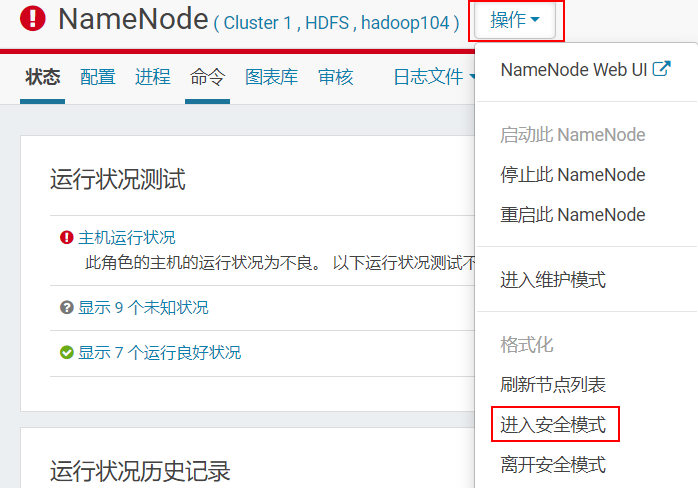 NameNode ( Cluster 1 , HDFS , hadoop104 ) 操作
状态 配置 进程 命令 图表库 审核 日志文件
NameNode Web UI
启动此 NameNode
停止此 NameNode
重启此 NameNode
进入维护模式
格式化
刷新节点列表
进入安全模式
离开安全模式
运行状况测试
主机运行状况
此角色的主机的运行状况为不良。 以下运行状况测试不
显示 9 个未知状况
显示 7 个运行良好状况
运行状况历史记录